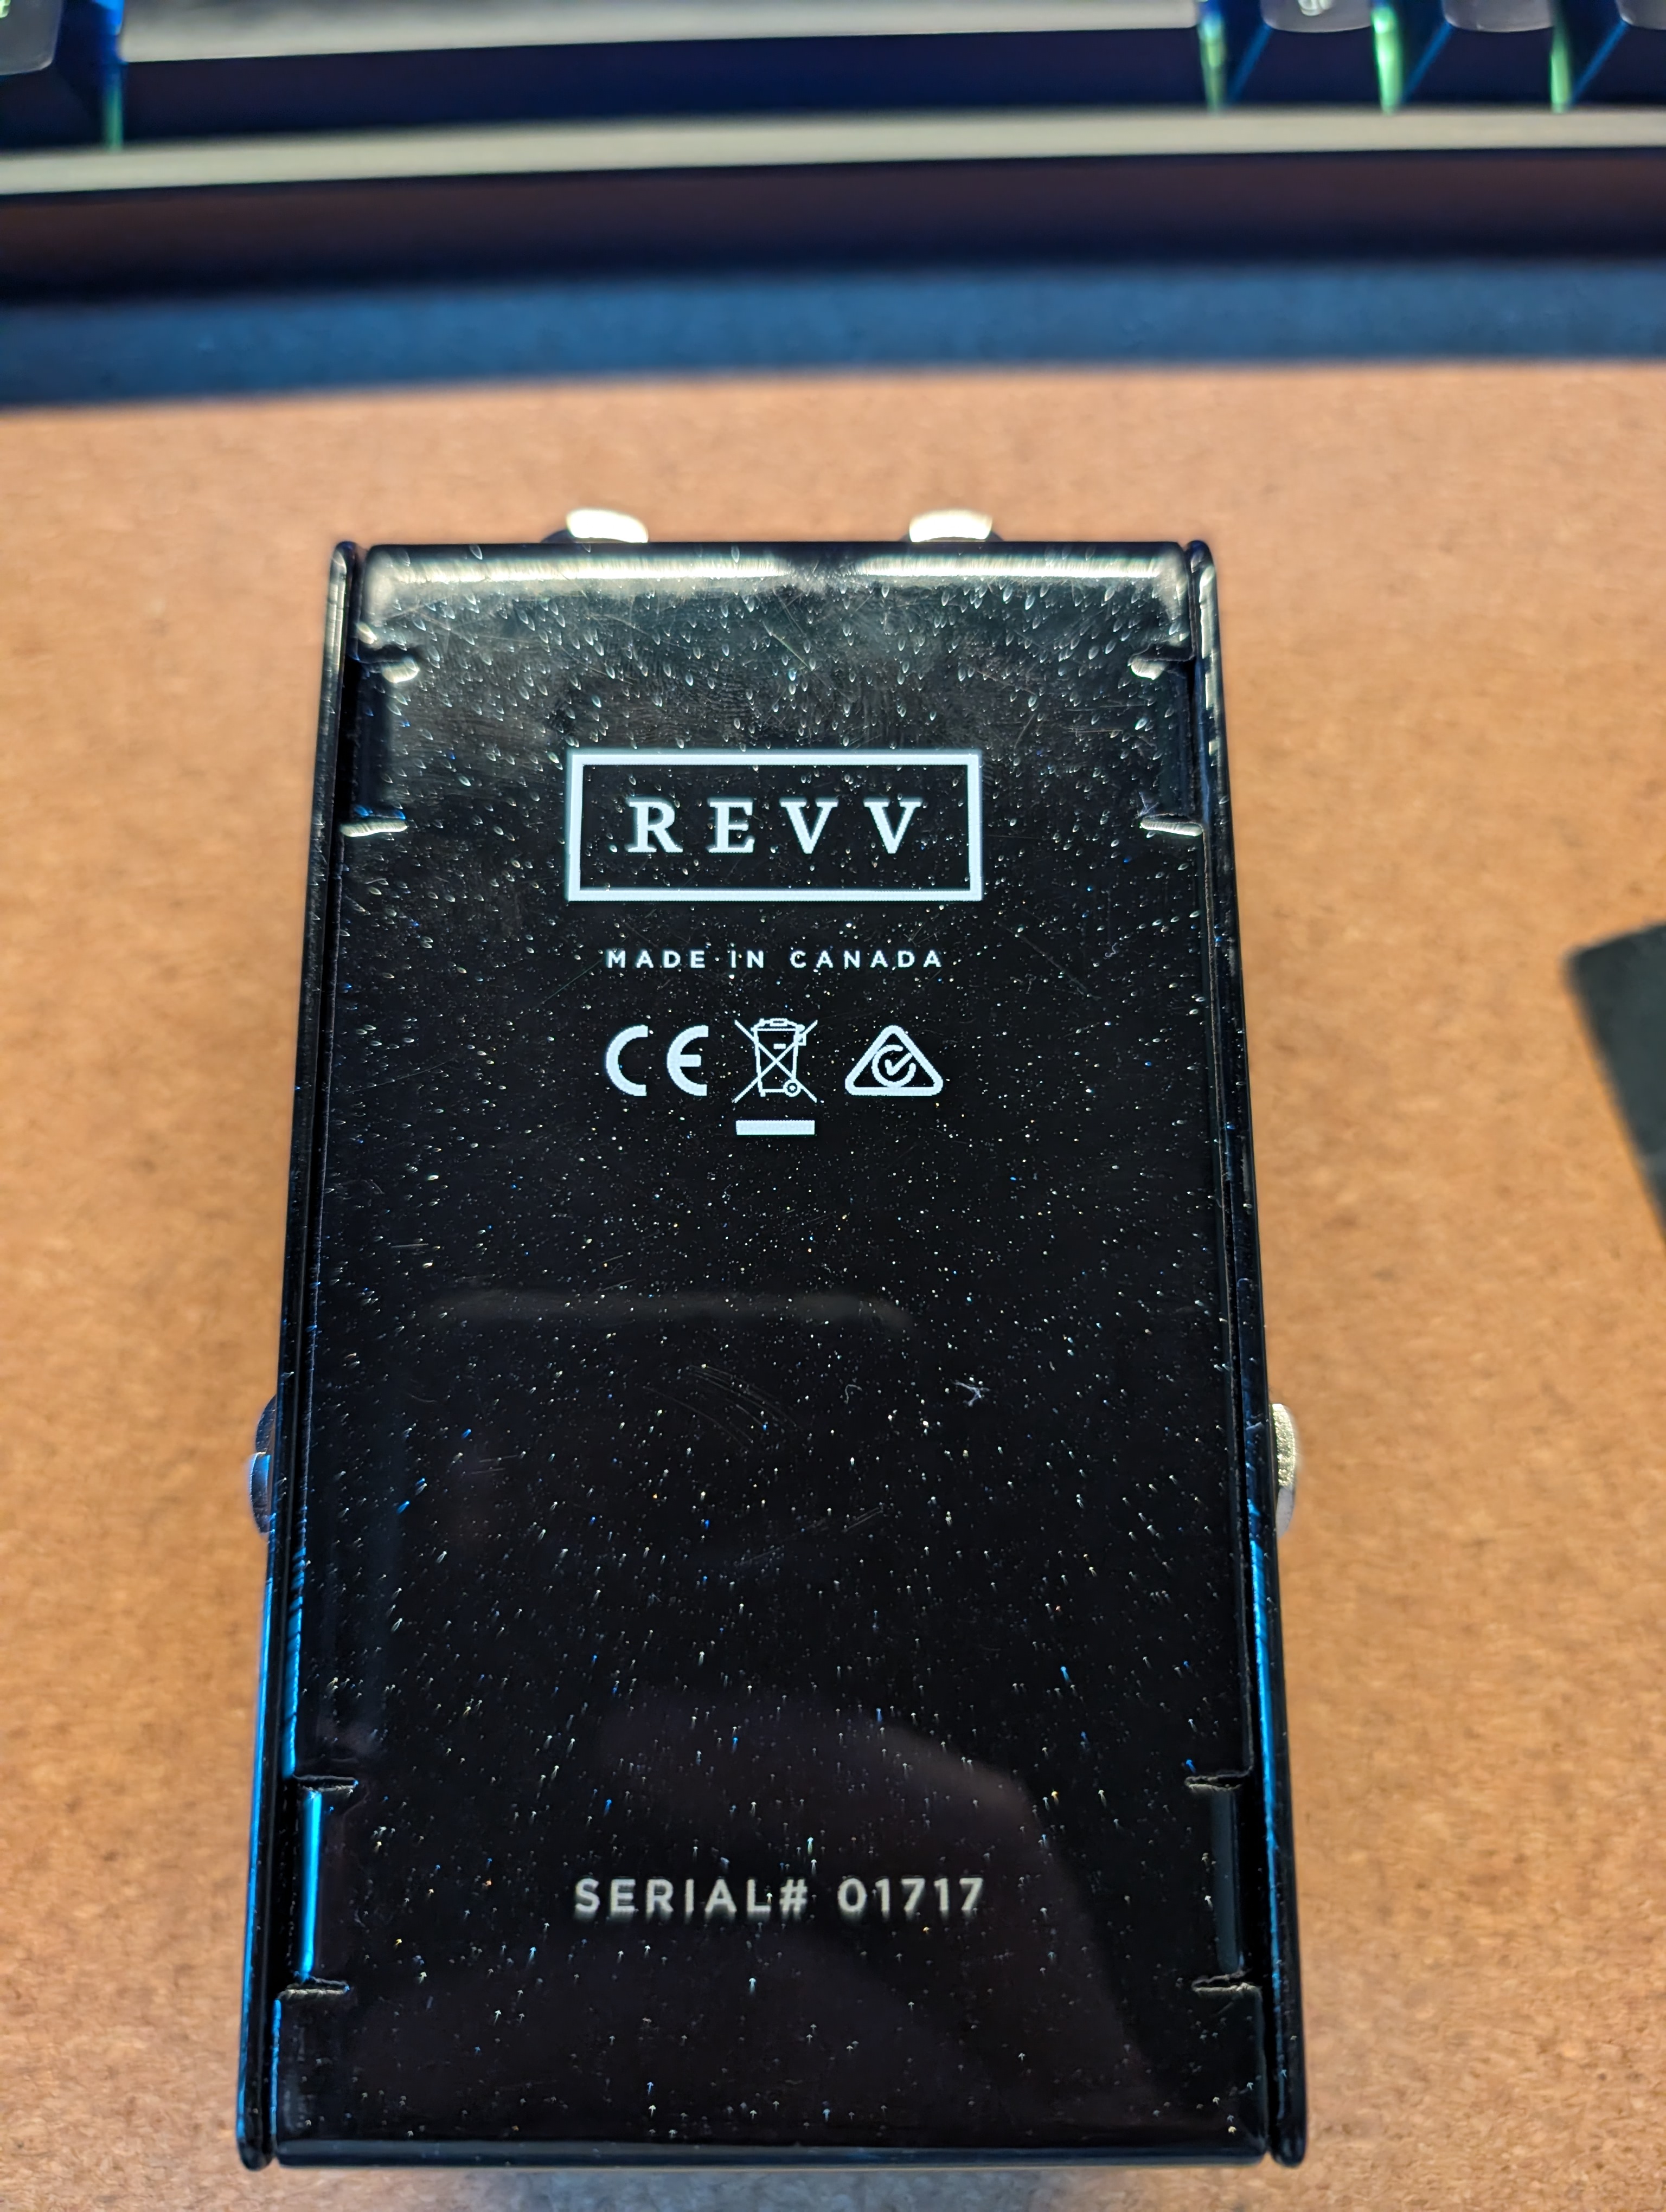 REVV
MADE IN CANADA
CE
SERIAL# 01717